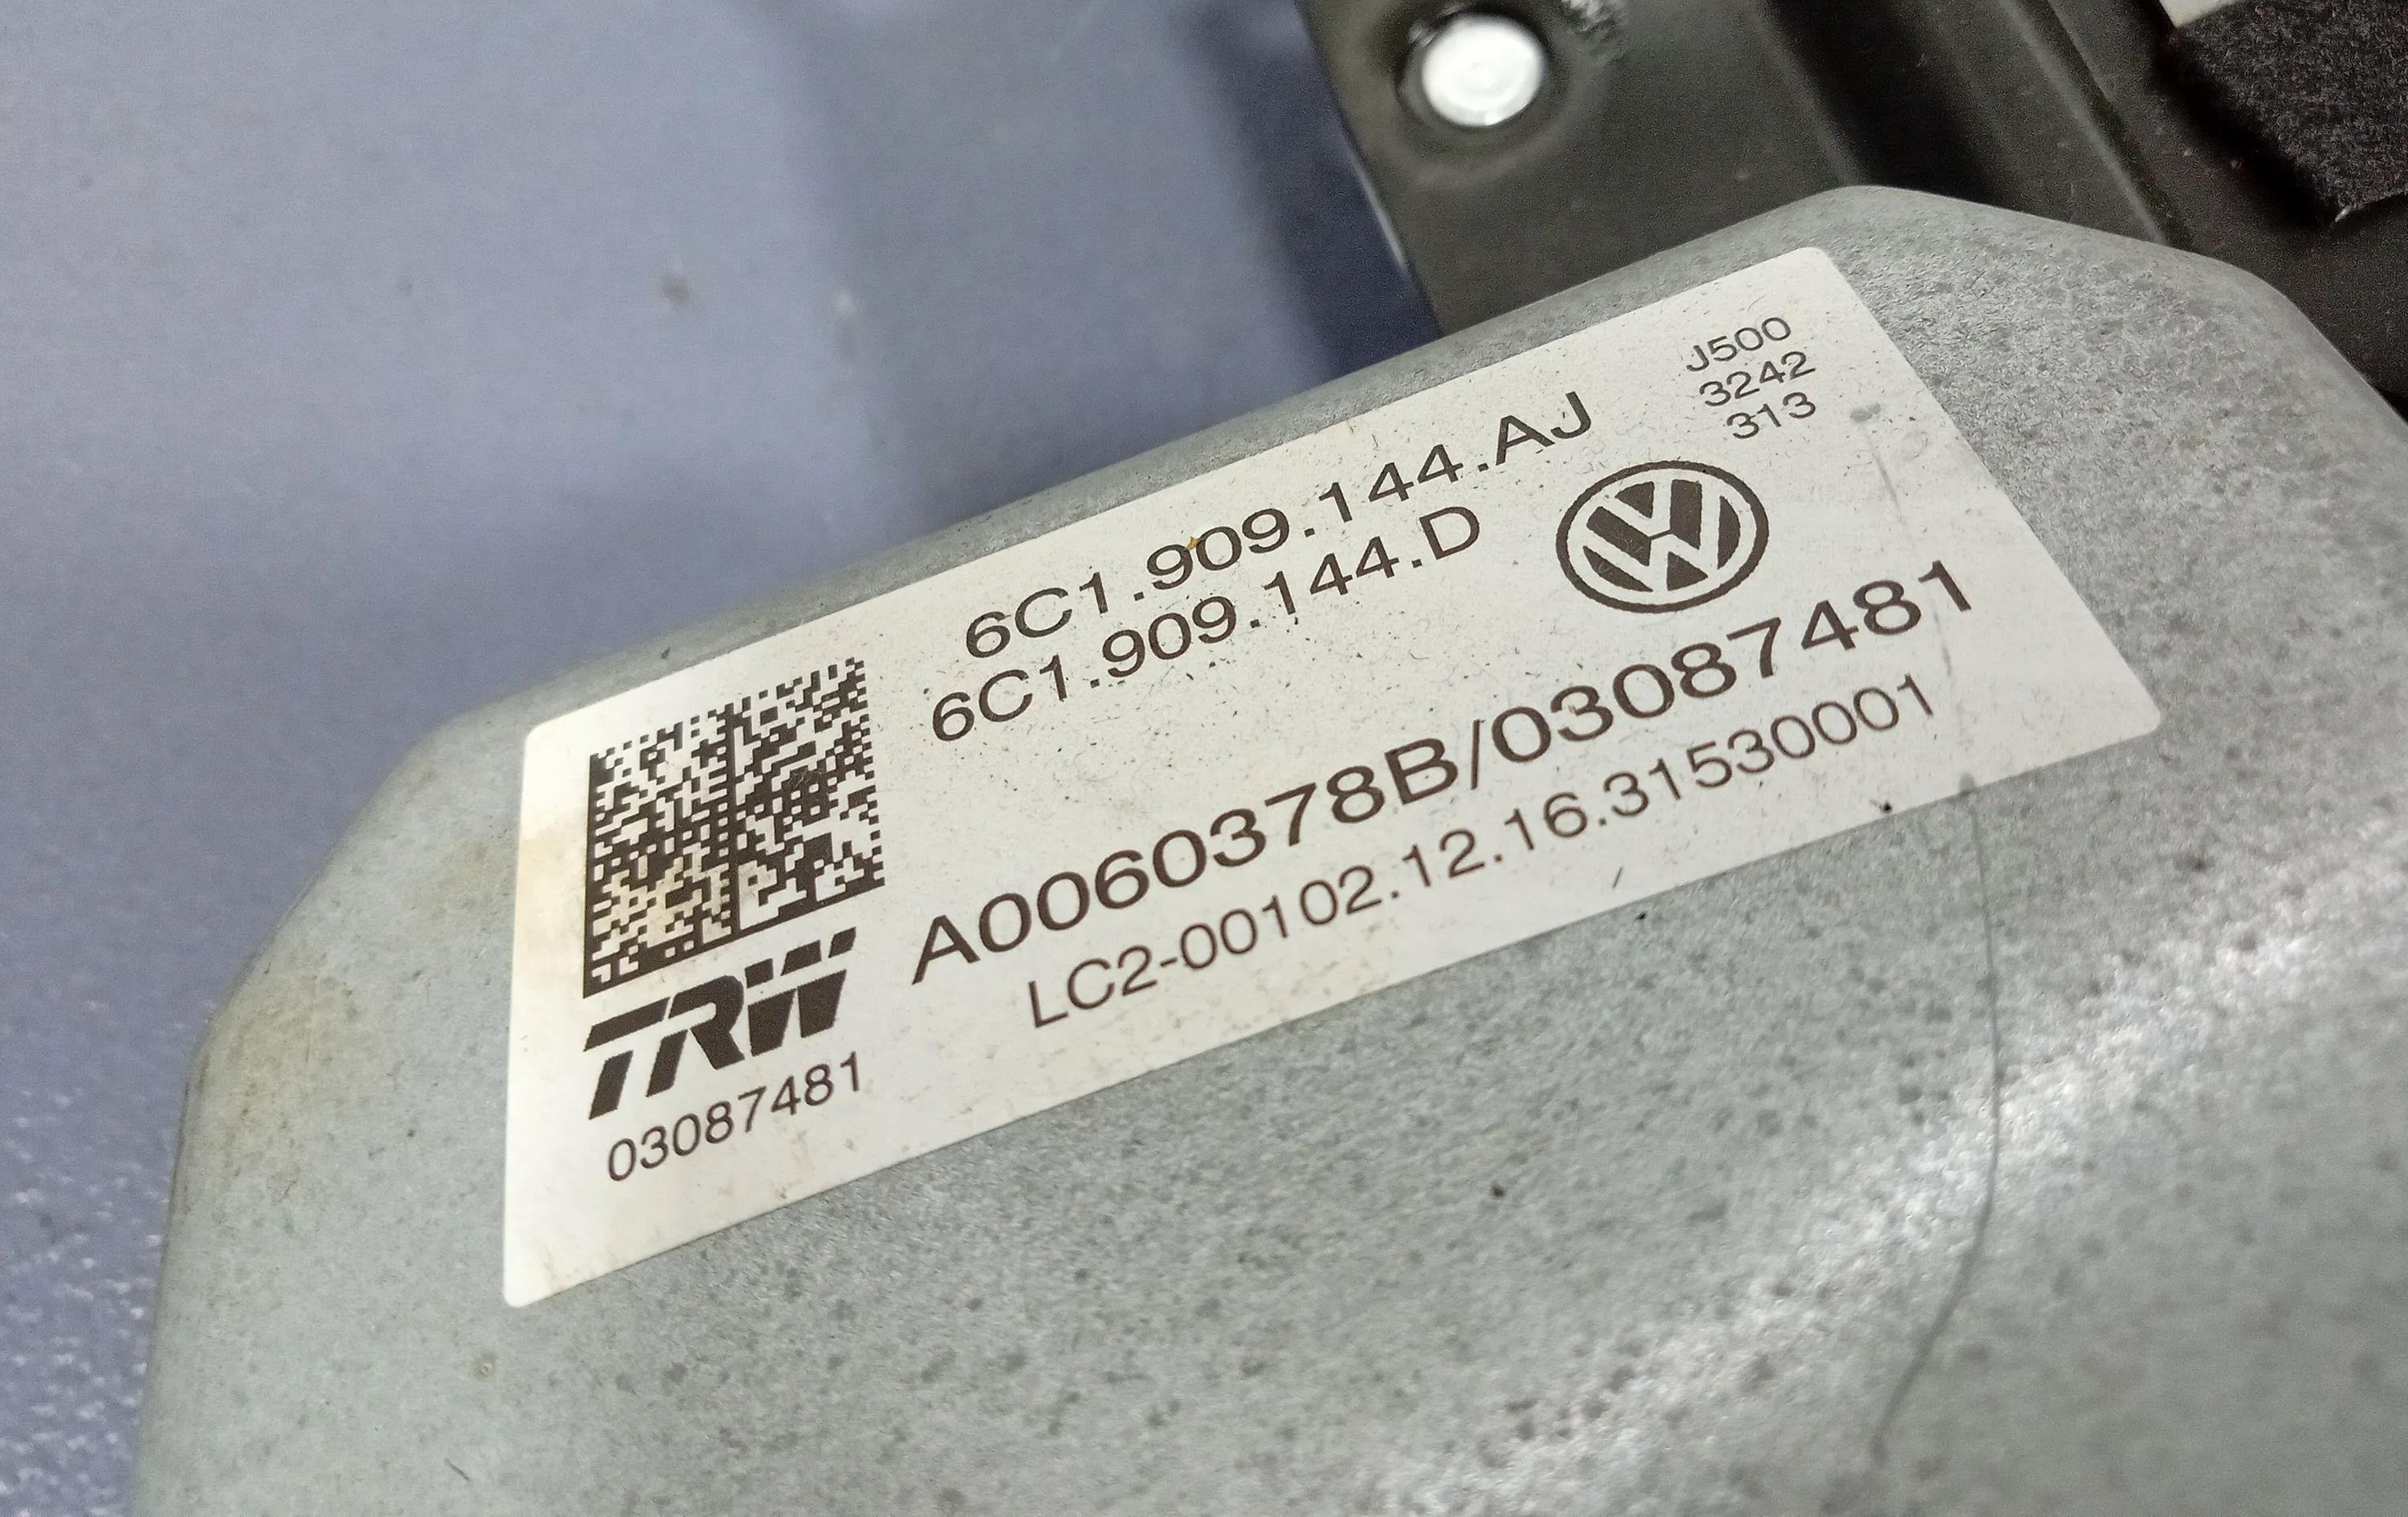 J500
3242
313
6C1.909.144.AJ
6C1.909.144.D
A0060378B/03087481
LC2-00102.12.16.31530001
TRW
03087481